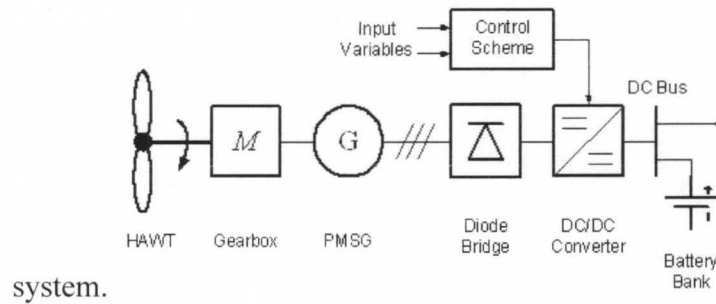 Input
Variables
Control
Scheme
DC Bus
M
G
HAWT
Gearbox
PMSG
Diode
Bridge
DC/DC
Converter
Battery
Bank
system.